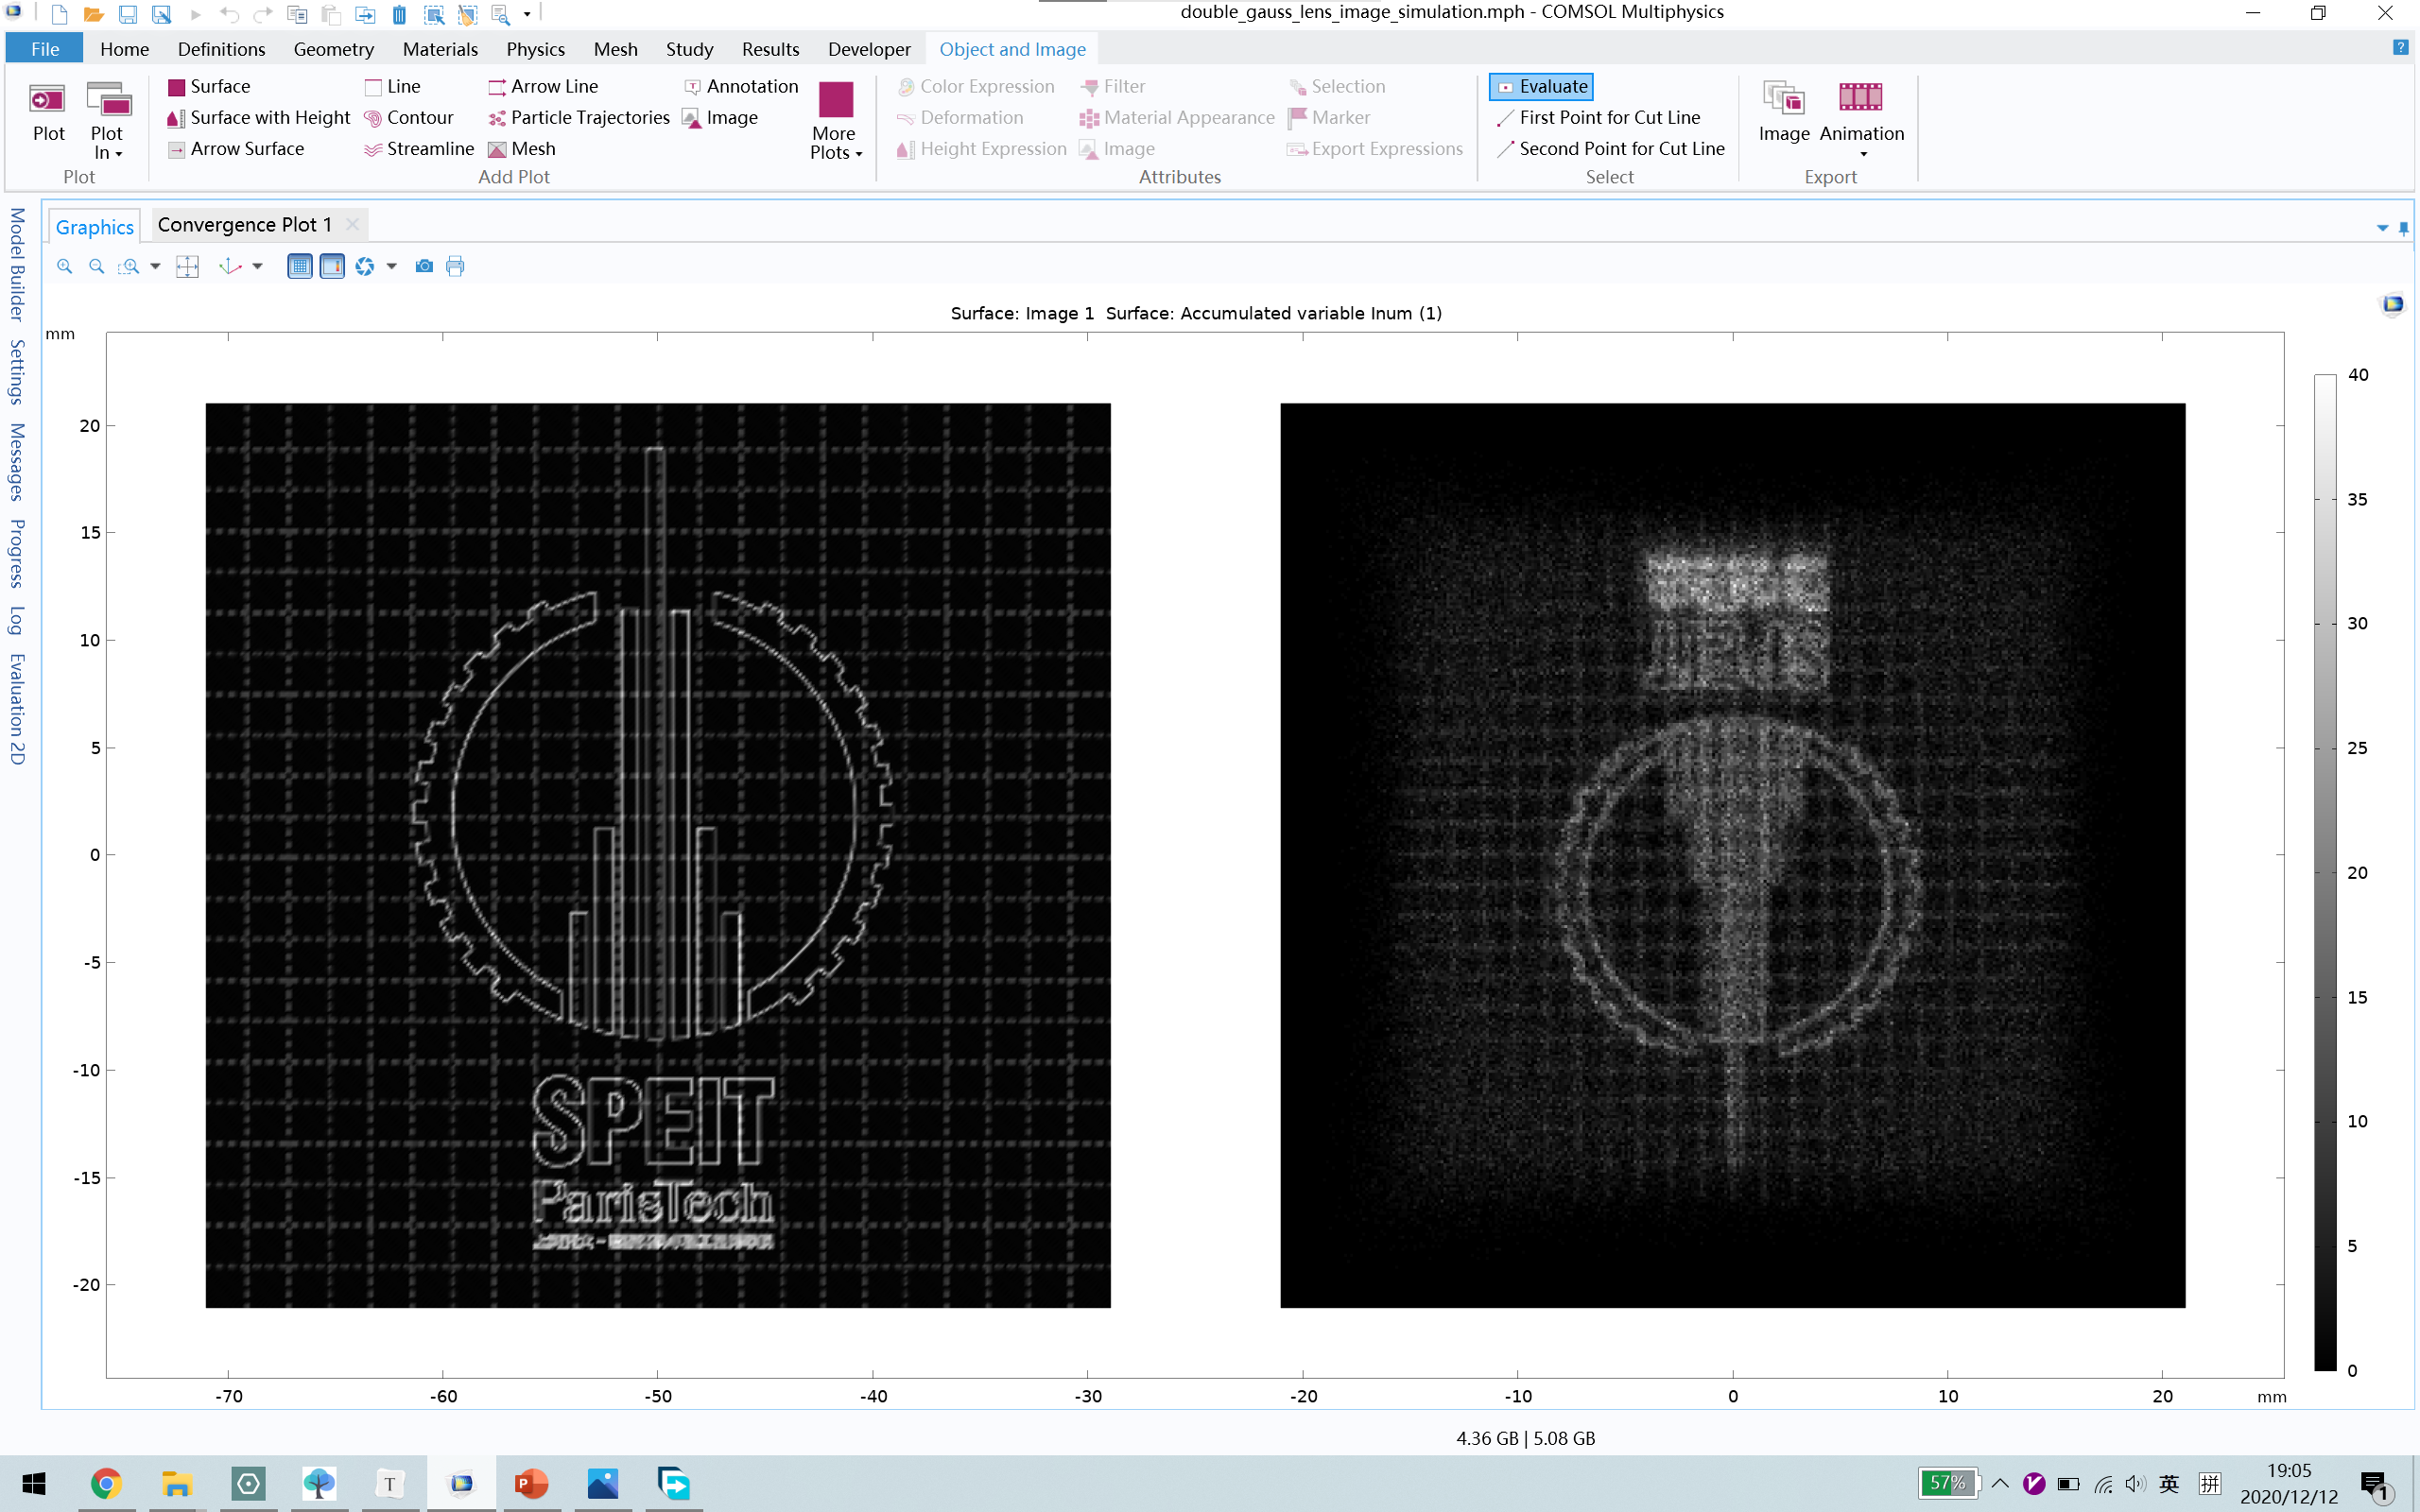 double_gauss_lens_image_simulation.mph - COMSOL Multiphysics
File Home Definitions Geometry Materials Physics Mesh Study Results Developer Object and Image
Plot
Plot In
Plot
Surface Line Arrow Line Annotation
Surface with Height Contour Particle Trajectories Image
Arrow Surface Streamline Mesh
More Plots
Add Plot
Color Expression Filter Selection
Deformation Material Appearance Marker
Height Expression Image Export Expressions
Attributes
Evaluate
First Point for Cut Line
Second Point for Cut Line
Select
Image Animation
Export
Model Builder
Settings
Messages
Progress
Log
Evaluation 2D
Graphics Convergence Plot 1
Surface: Image 1 Surface: Accumulated variable Inum (1)
mm
20
15
10
5
0
-5
-10
-15
-20
SPEIT
ParisTech
40
35
30
25
20
15
10
5
0
-70 -60 -50 -40 -30 -20 -10 0 10 20 mm
4.36 GB | 5.08 GB
T
P
57%
英
拼
19:05
2020/12/12
1